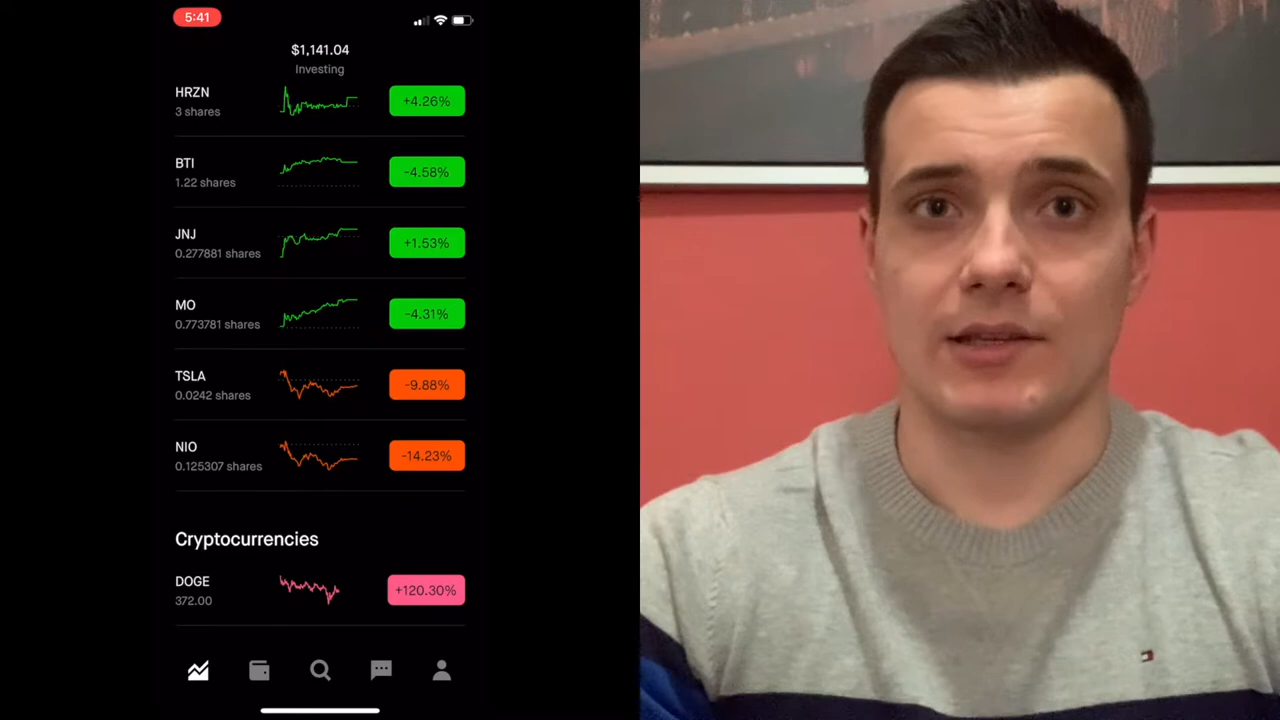 5:41
$1,141.04
Investing
HRZN
3 shares
+4.26%
BTI
1.22 shares
-4.58%
JNJ
0.277881 shares
+1.53%
MO
0.773781 shares
-4.31%
TSLA
0.0242 shares
-9.88%
NIO
0.125307 shares
-14.23%
Cryptocurrencies
DOGE
372.00
+120.30%